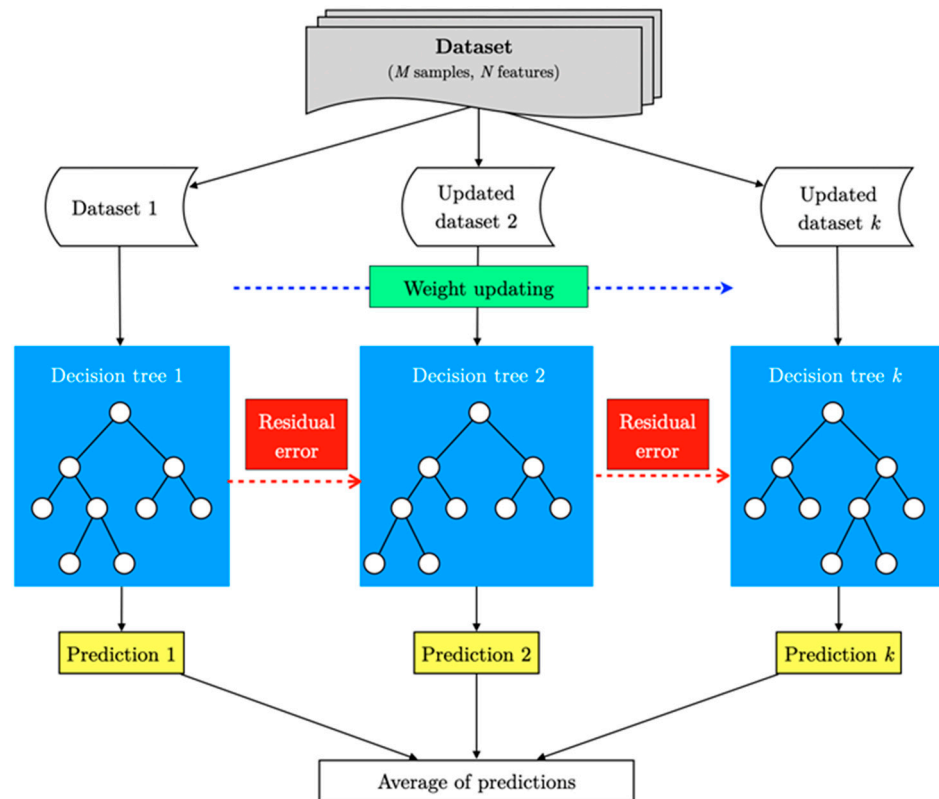 Dataset
(M samples, N features)
Dataset 1
Updated
dataset 2
Updated
dataset k
Weight updating
Decision tree 1
Decision tree 2
Decision tree k
Residual
error
Residual
error
Prediction 1
Prediction 2
Prediction k
Average of predictions